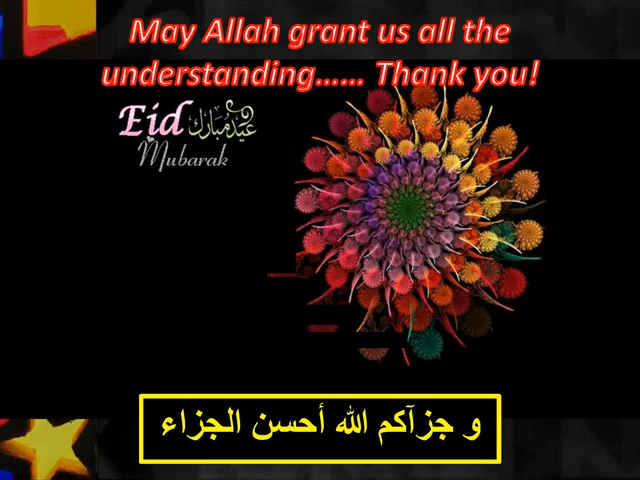 May Allah grant us all the
understanding...... Thank you!
Eid عيد مبارك
Mubarak
و جزآكم الله أحسن الجزاء